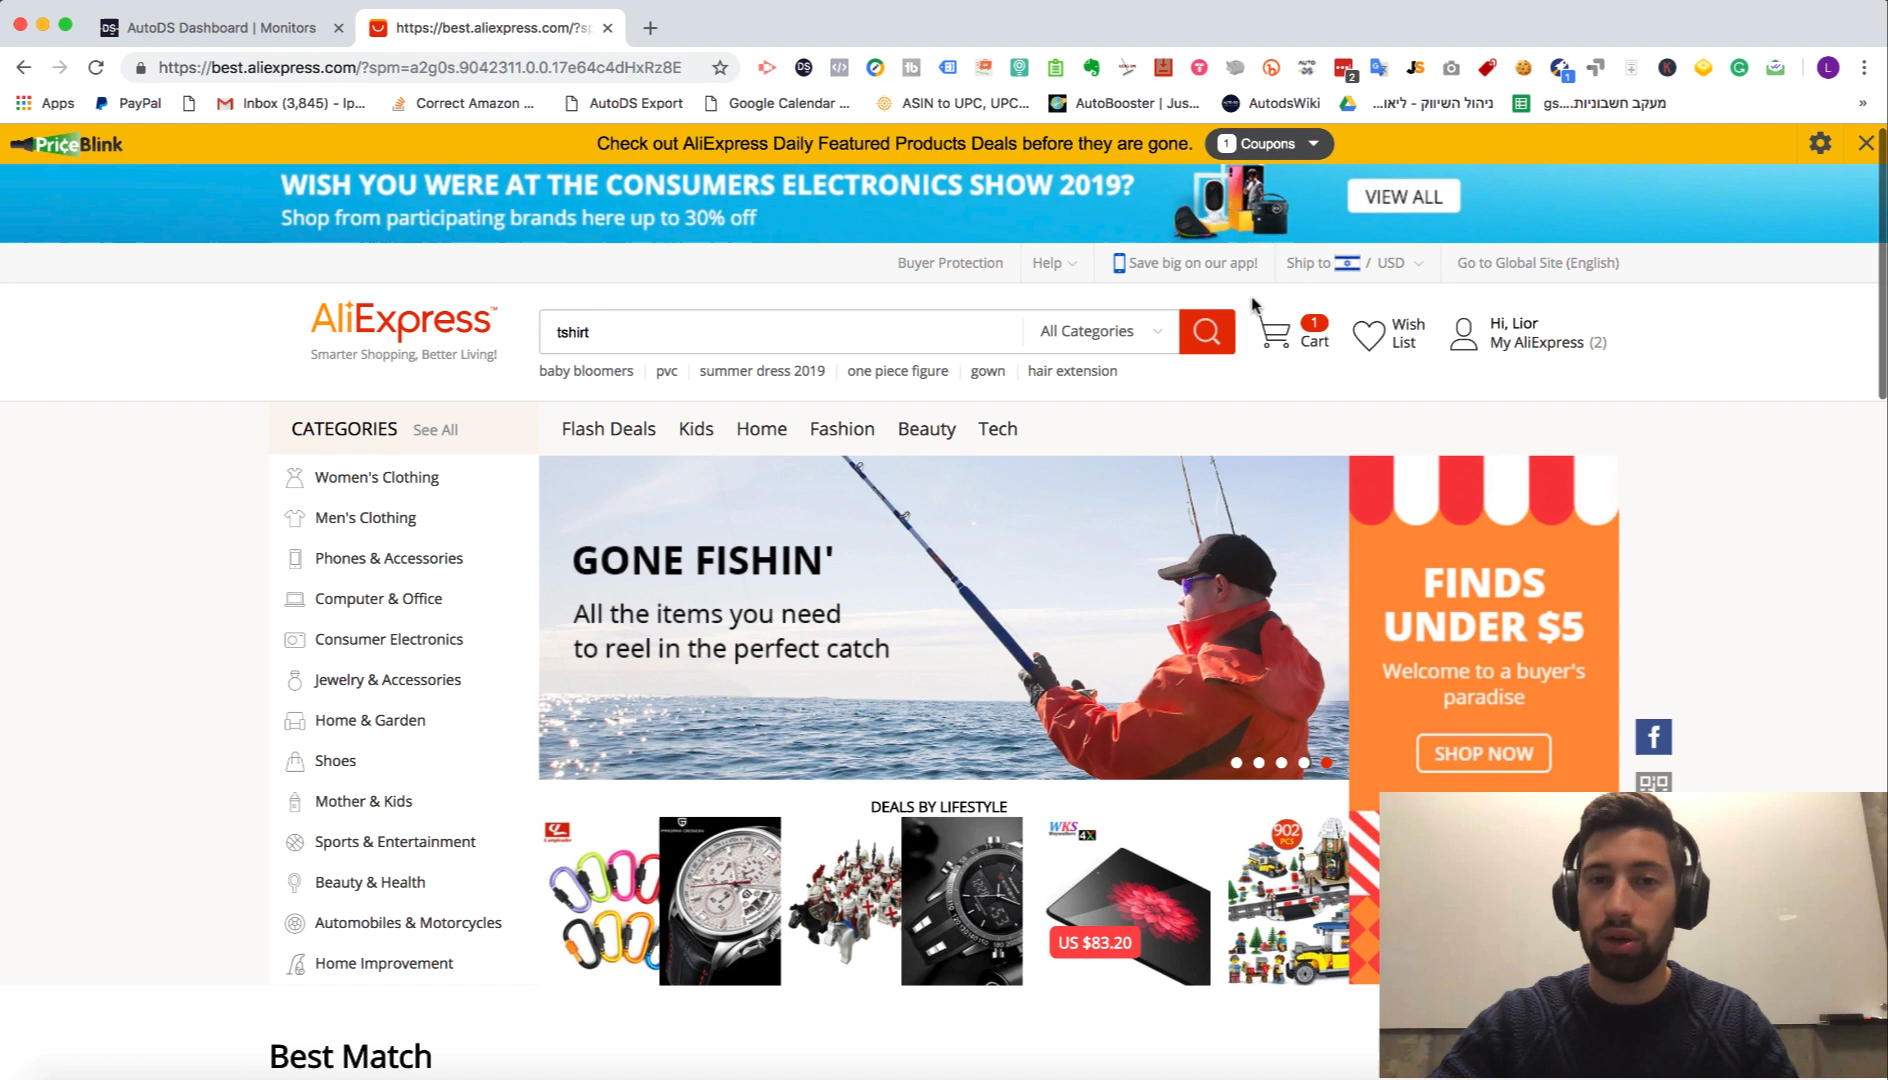 AutoDS Dashboard | Monitors
https://best.aliexpress.com/?sp
https://best.aliexpress.com/?spm=a2g0s.9042311.0.0.17e64c4dHxRz8E
Apps
PayPal
Inbox (3,845) - lp...
Correct Amazon ...
AutoDS Export
Google Calendar ...
ASIN to UPC, UPC...
AutoBooster | Jus...
AutodsWiki
ניהול השיווק - ליאו...
מעקב חשבוניות....gs
»
PriceBlink
Check out AliExpress Daily Featured Products Deals before they are gone.
1 Coupons
WISH YOU WERE AT THE CONSUMERS ELECTRONICS SHOW 2019?
Shop from participating brands here up to 30% off
VIEW ALL
Buyer Protection
Help
Save big on our app!
Ship to / USD
Go to Global Site (English)
AliExpress™
Smarter Shopping, Better Living!
tshirt
All Categories
1
Cart
Wish
List
Hi, Lior
My AliExpress (2)
baby bloomers
pvc
summer dress 2019
one piece figure
gown
hair extension
CATEGORIES See All
Flash Deals
Kids
Home
Fashion
Beauty
Tech
Women's Clothing
Men's Clothing
Phones & Accessories
Computer & Office
Consumer Electronics
Jewelry & Accessories
Home & Garden
Shoes
Mother & Kids
Sports & Entertainment
Beauty & Health
Automobiles & Motorcycles
Home Improvement
GONE FISHIN'
All the items you need
to reel in the perfect catch
FINDS
UNDER $5
Welcome to a buyer's
paradise
SHOP NOW
DEALS BY LIFESTYLE
WKS
4X
US $83.20
902
PCS
Best Match